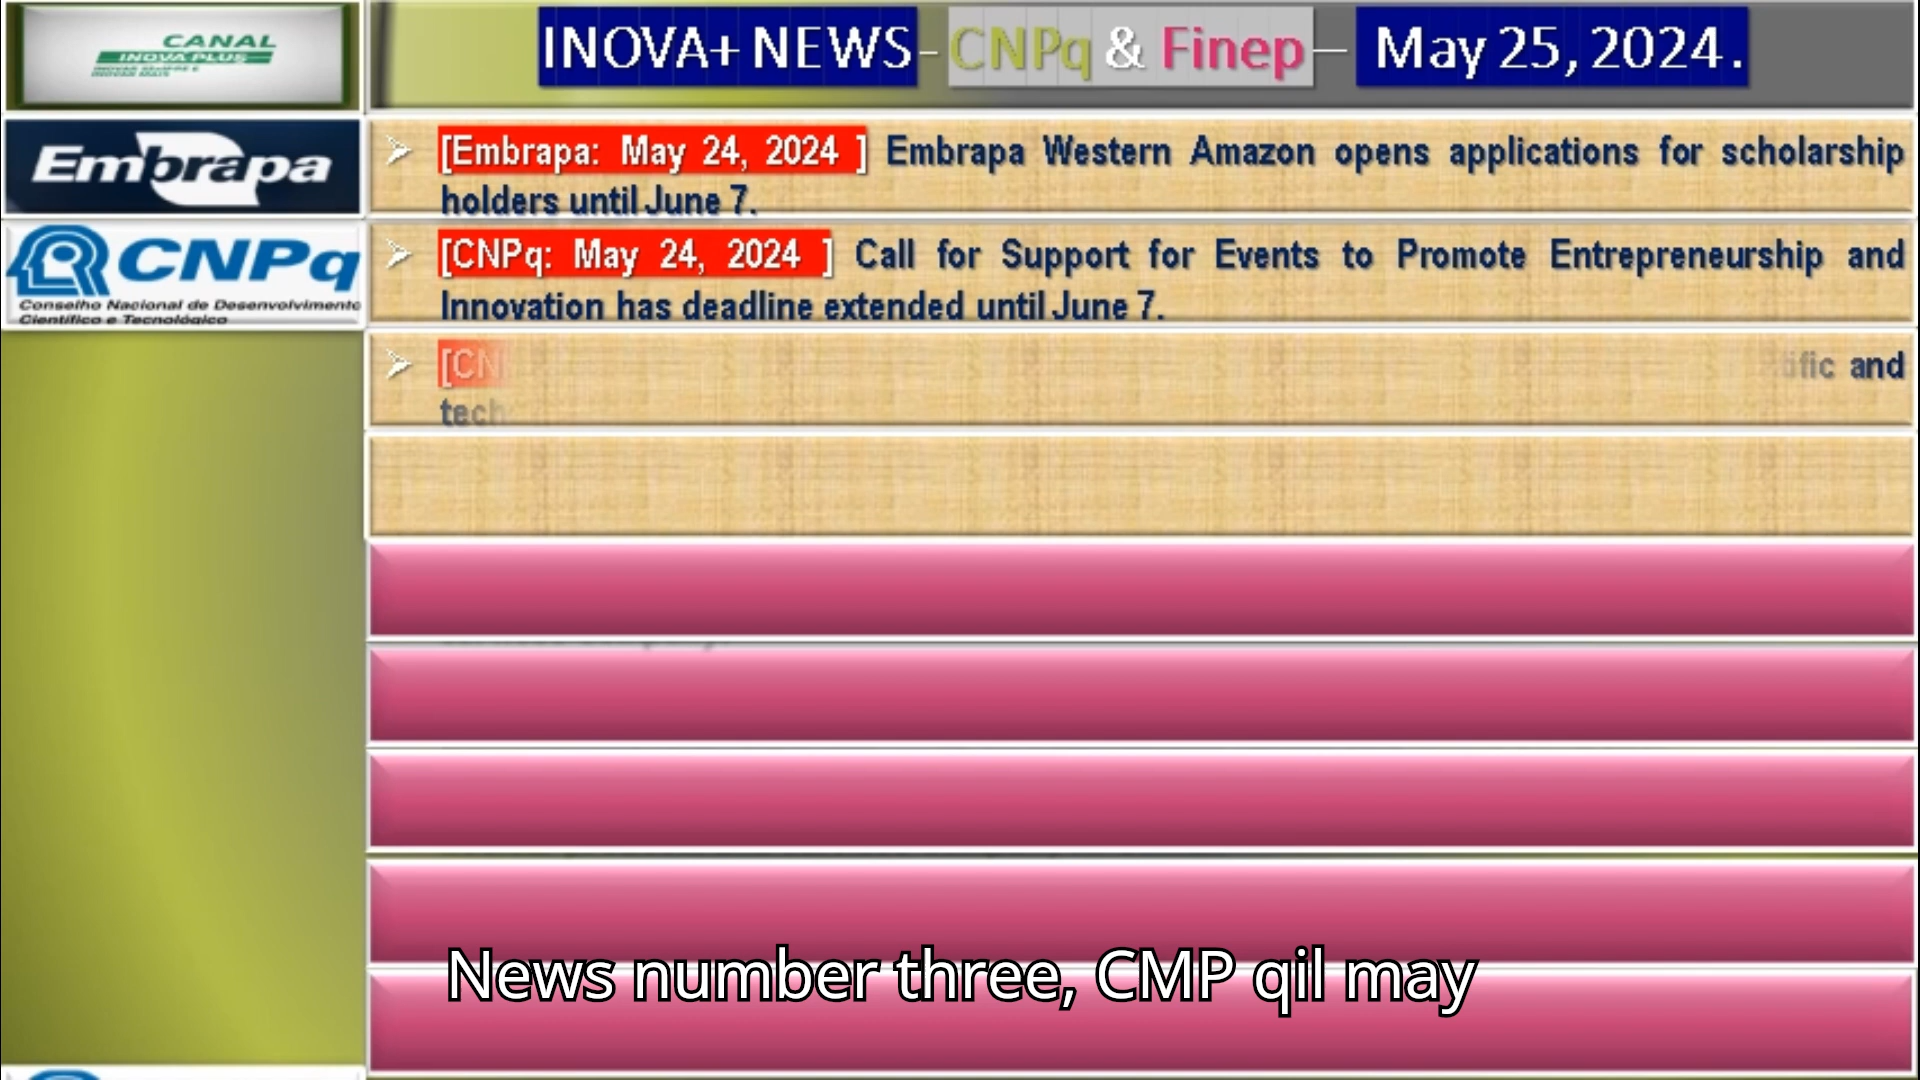 CANAL
INOVA PLUS
INOVA+ NEWS – CNPq & Finep – May 25, 2024.
Embrapa
[Embrapa: May 24, 2024 ] Embrapa Western Amazon opens applications for scholarship
holders until June 7.
CNPq
Conselho Nacional de Desenvolvimento
Científico e Tecnológico
[CNPq: May 24, 2024 ] Call for Support for Events to Promote Entrepreneurship and
Innovation has deadline extended until June 7.
and
News number three, CMP qil may